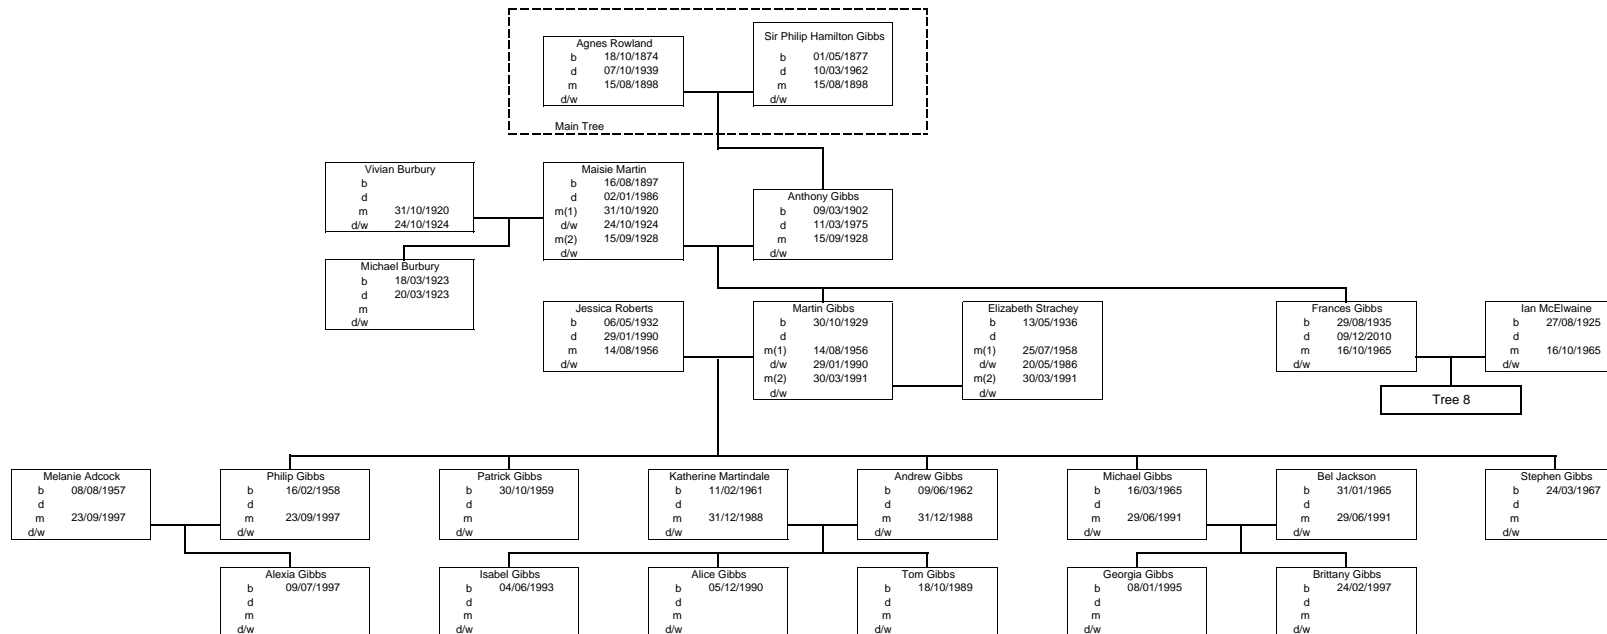 Agnes Rowland
b 18/10/1874
d 07/10/1939
m 15/08/1898
d/w
Sir Philip Hamilton Gibbs
b 01/05/1877
d 10/03/1962
m 15/08/1898
d/w
Main Tree
Vivian Burbury
b
d
m 31/10/1920
d/w 24/10/1924
Maisie Martin
b 16/08/1897
d 02/01/1986
m(1) 31/10/1920
d/w 24/10/1924
m(2) 15/09/1928
d/w
Anthony Gibbs
b 09/03/1902
d 11/03/1975
m 15/09/1928
d/w
Michael Burbury
b 18/03/1923
d 20/03/1923
m
d/w
Jessica Roberts
b 06/05/1932
d 29/01/1990
m 14/08/1956
d/w
Martin Gibbs
b 30/10/1929
d
m(1) 14/08/1956
d/w 29/01/1990
m(2) 30/03/1991
d/w
Elizabeth Strachey
b 13/05/1936
d
m(1) 25/07/1958
d/w 20/05/1986
m(2) 30/03/1991
d/w
Frances Gibbs
b 29/08/1935
d 09/12/2010
m 16/10/1965
d/w
Ian McElwaine
b 27/08/1925
d
m 16/10/1965
d/w
Tree 8
Melanie Adcock
b 08/08/1957
d
m 23/09/1997
d/w
Philip Gibbs
b 16/02/1958
d
m 23/09/1997
d/w
Patrick Gibbs
b 30/10/1959
d
m
d/w
Katherine Martindale
b 11/02/1961
d
m 31/12/1988
d/w
Andrew Gibbs
b 09/06/1962
d
m 31/12/1988
d/w
Michael Gibbs
b 16/03/1965
d
m 29/06/1991
d/w
Bel Jackson
b 31/01/1965
d
m 29/06/1991
d/w
Stephen Gibbs
b 24/03/1967
d
m
d/w
Alexia Gibbs
b 09/07/1997
d
m
d/w
Isabel Gibbs
b 04/06/1993
d
m
d/w
Alice Gibbs
b 05/12/1990
d
m
d/w
Tom Gibbs
b 18/10/1989
d
m
d/w
Georgia Gibbs
b 08/01/1995
d
m
d/w
Brittany Gibbs
b 24/02/1997
d
m
d/w